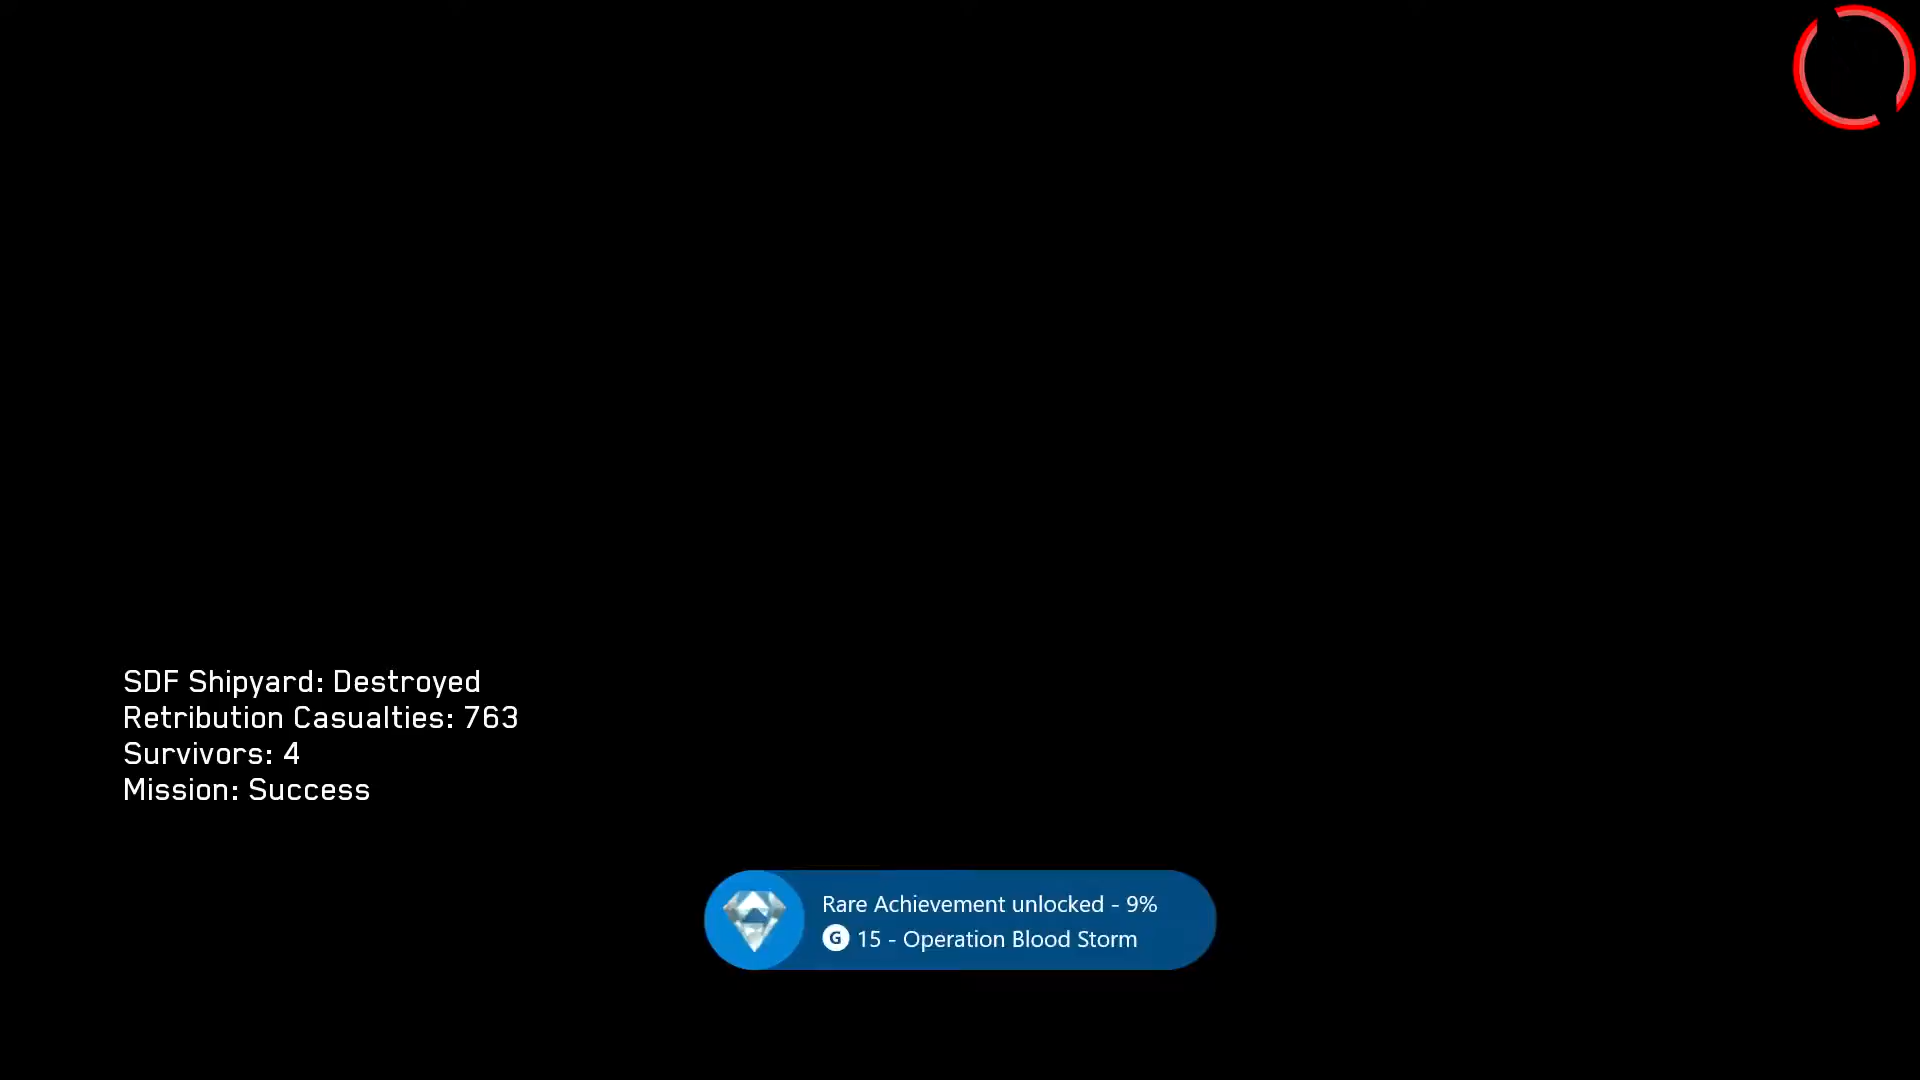 SDF Shipyard: Destroyed
Retribution Casualties: 763
Survivors: 4
Mission: Success
Rare Achievement unlocked - 9%
G 15 - Operation Blood Storm